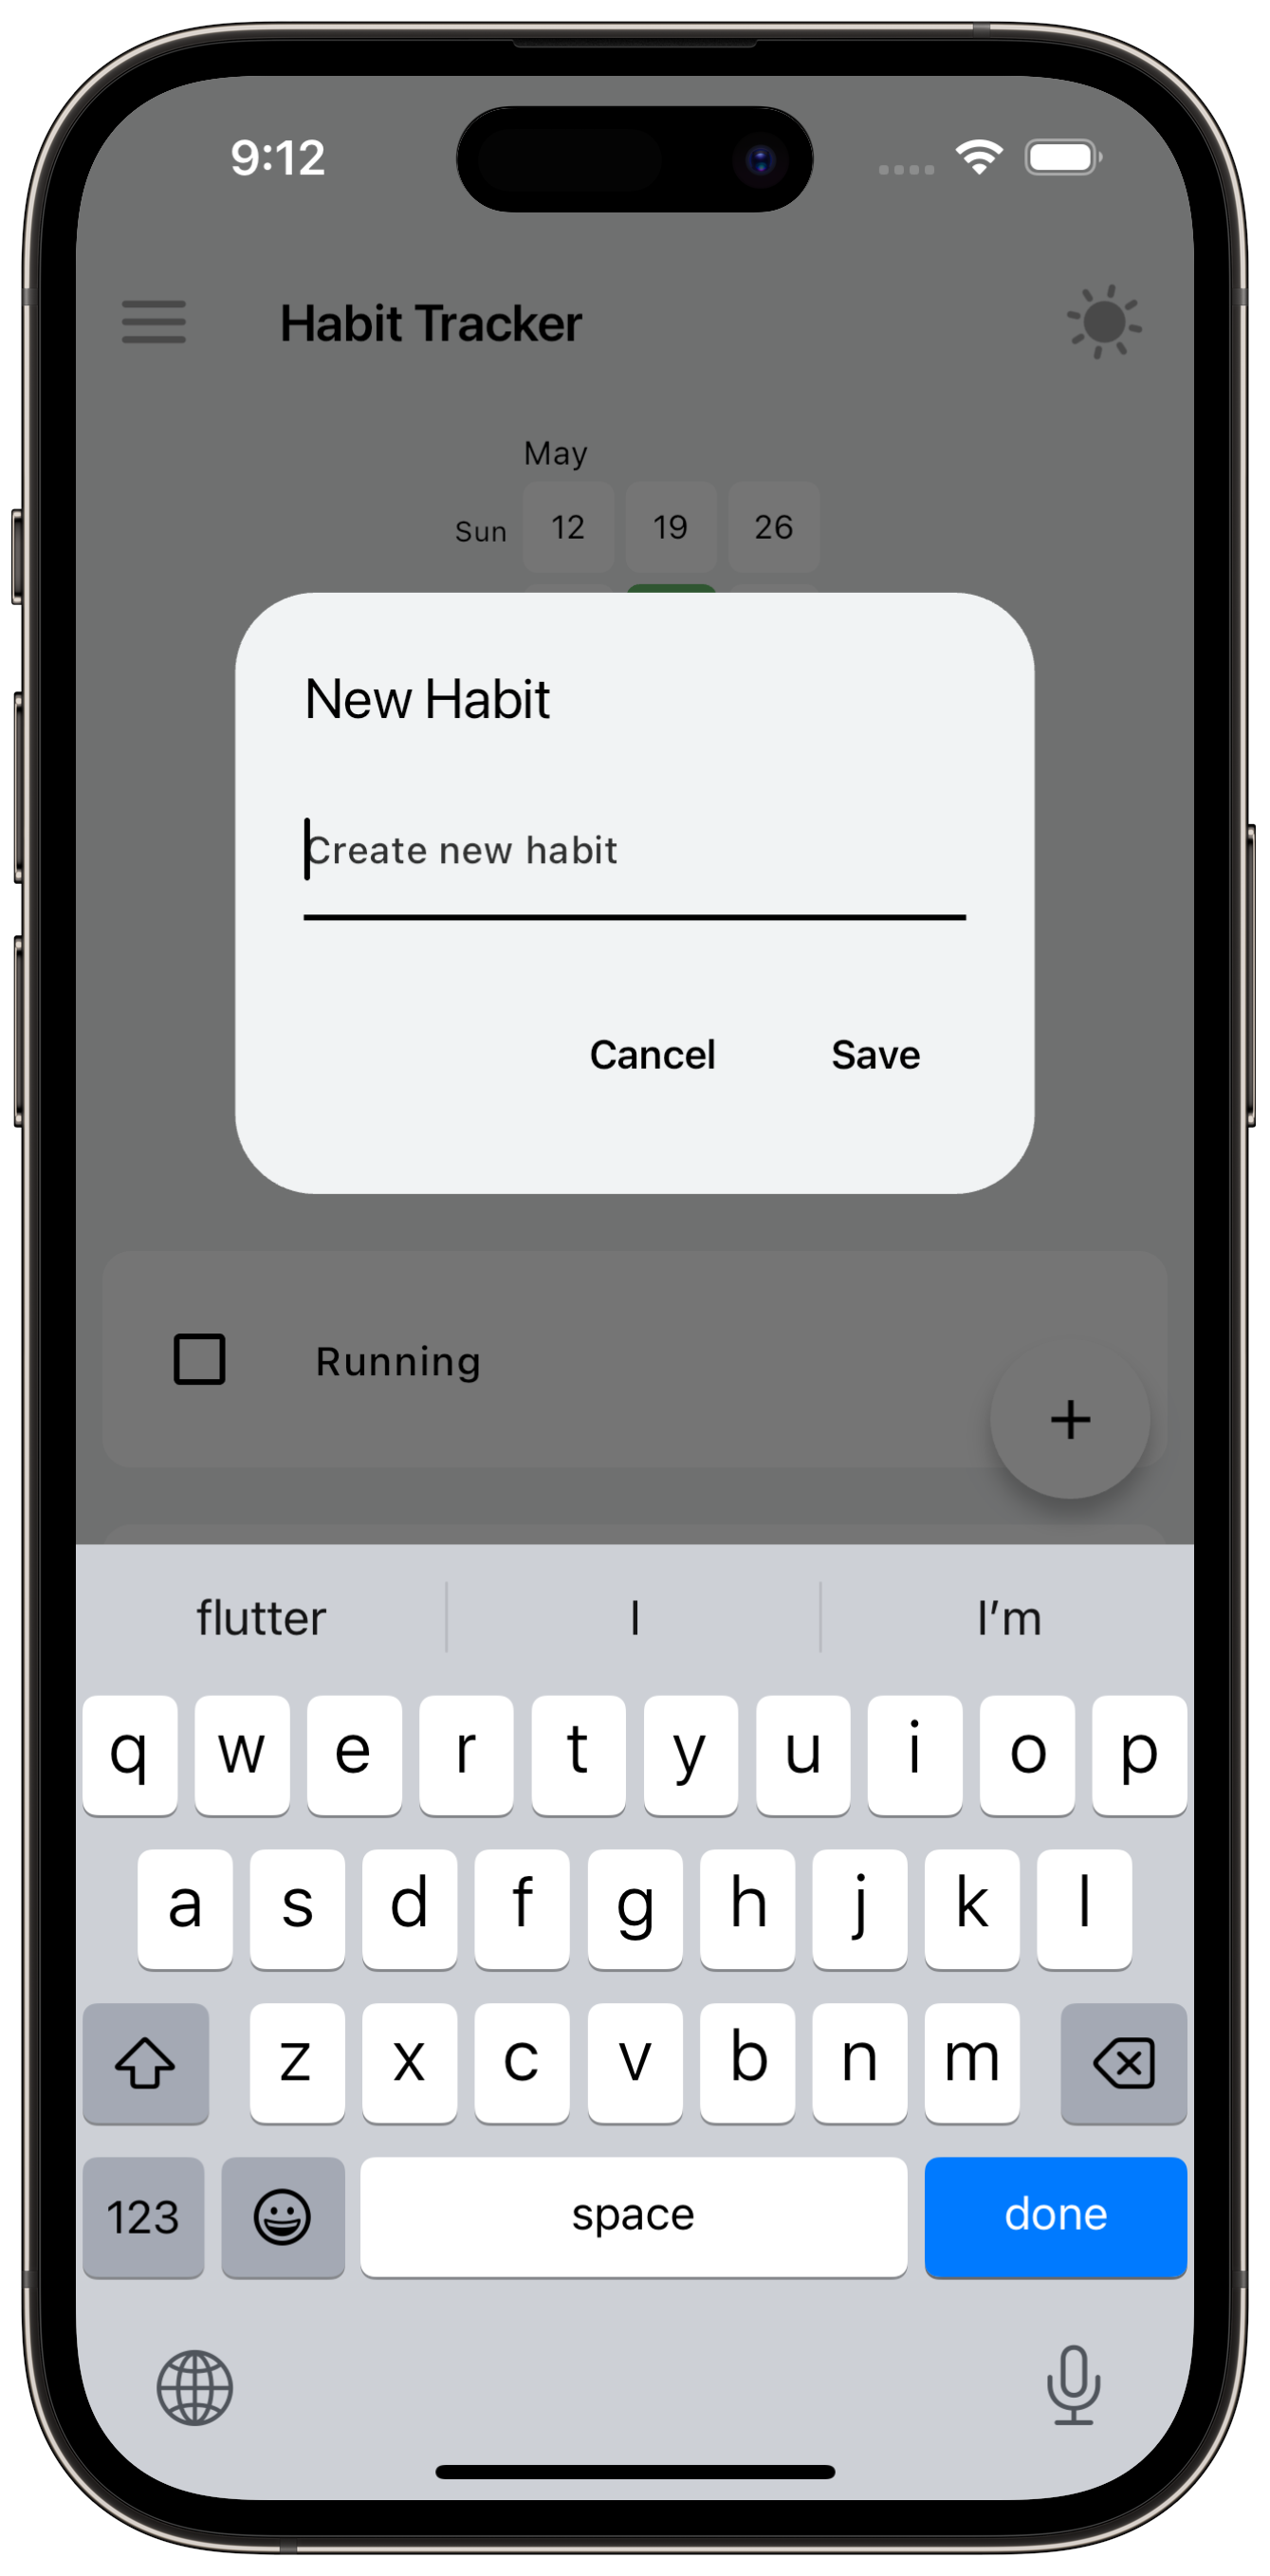 9:12
Habit Tracker
May
Sun 12 19 26
New Habit
Create new habit
Cancel Save
Running
+
flutter I I'm
q w e r t y u i o p
a s d f g h j k l
z x c v b n m
123 space done